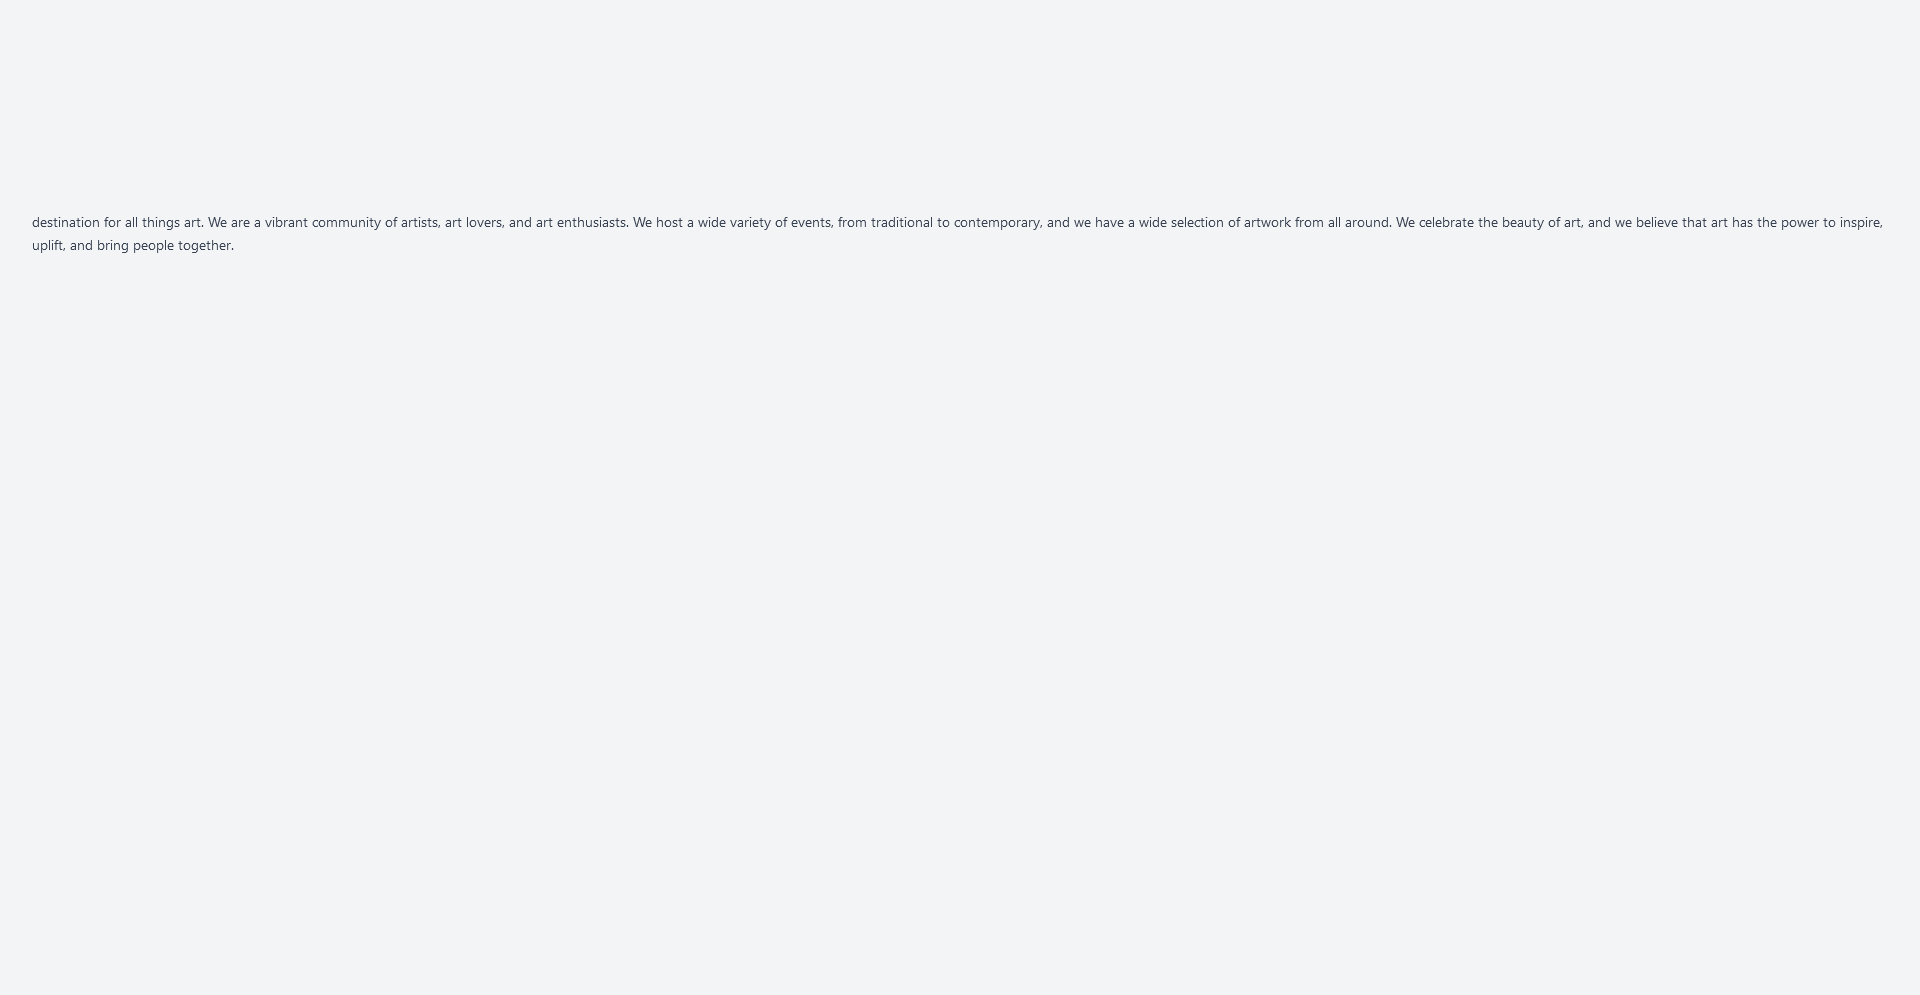 destination for all things art. We are a vibrant community of artists, art lovers, and art enthusiasts. We host a wide variety of events, from traditional to contemporary, and we have a wide selection of artwork from all around. We celebrate the beauty of art, and we believe that art has the power to inspire,
uplift, and bring people together.